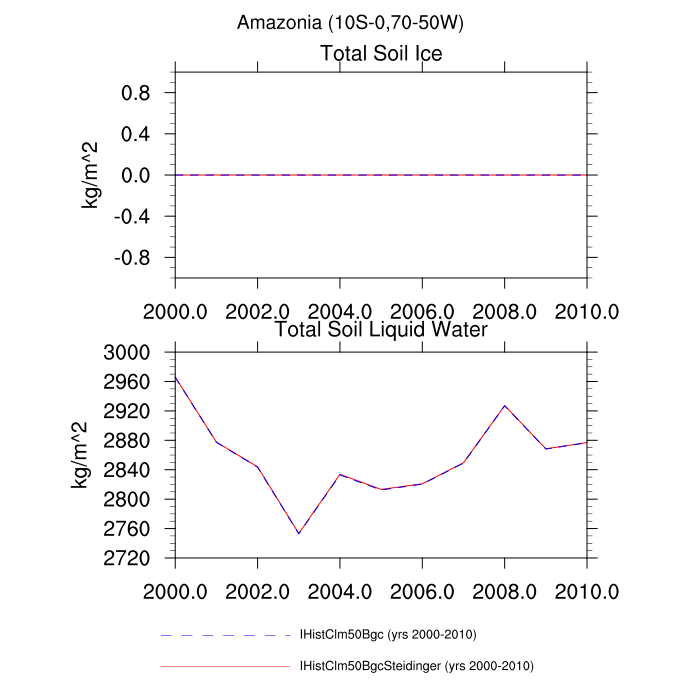 Amazonia (10S-0,70-50W)
Total Soil Ice
0.8
0.4
0.0
-0.4
-0.8
kg/m^2
2000.0 2002.0 2004.0 2006.0 2008.0 2010.0
Total Soil Liquid Water
3000
2960
2920
2880
2840
2800
2760
2720
kg/m^2
2000.0 2002.0 2004.0 2006.0 2008.0 2010.0
IHistClm50Bgc (yrs 2000-2010)
IHistClm50BgcSteidinger (yrs 2000-2010)